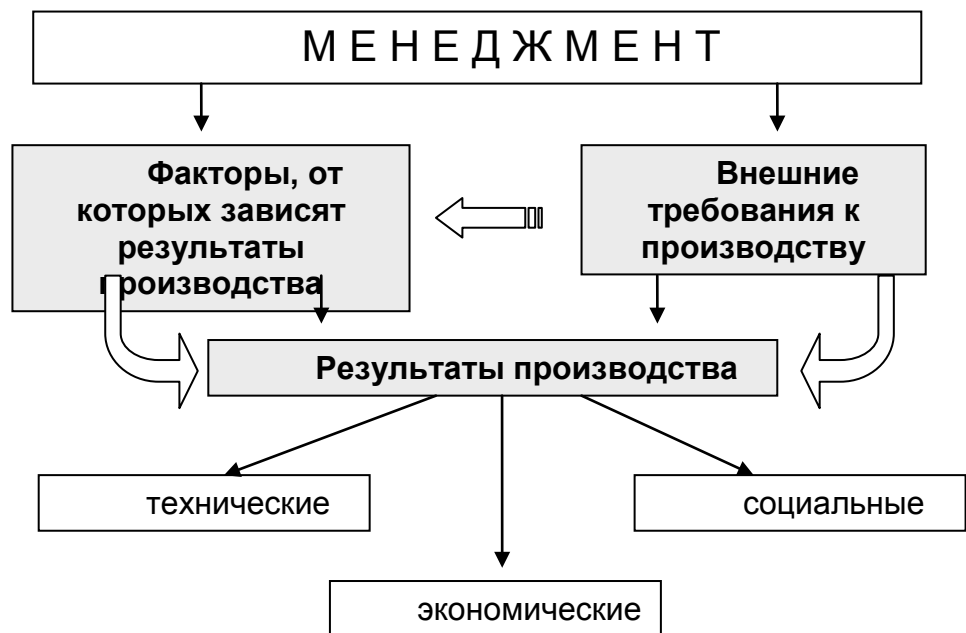 М Е Н Е Д Ж М Е Н Т
Факторы, от
которых зависят
результаты
производства
Внешние
требования к
производству
Результаты производства
технические
социальные
экономические